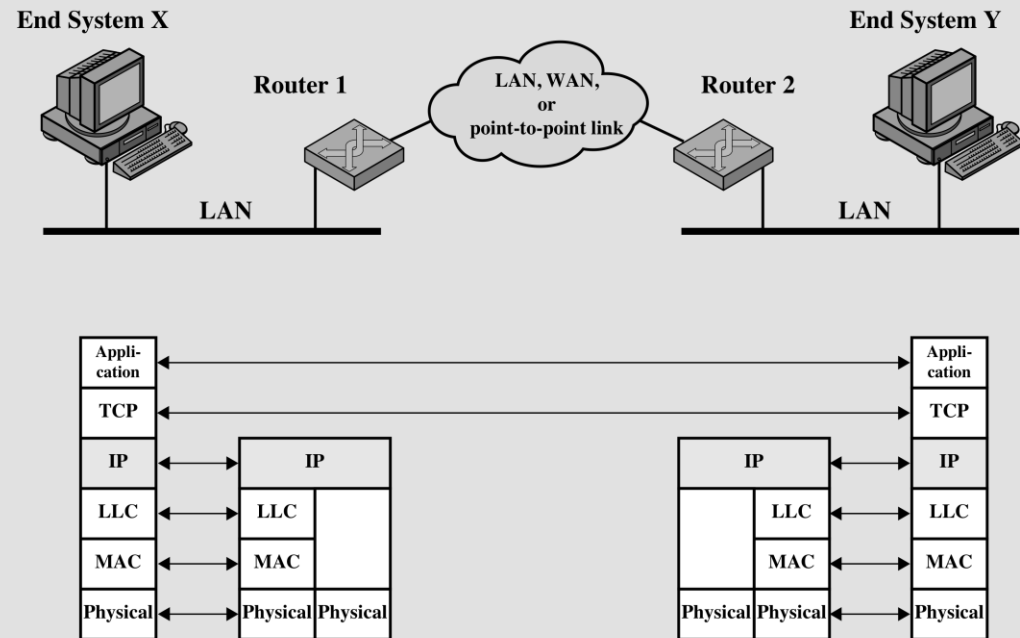 End System X
End System Y
Router 1
LAN, WAN,
or
point-to-point link
Router 2
LAN
LAN
Appli-
cation
Appli-
cation
TCP
TCP
IP
IP
IP
IP
LLC
LLC
LLC
LLC
MAC
MAC
MAC
MAC
Physical
Physical
Physical
Physical
Physical
Physical